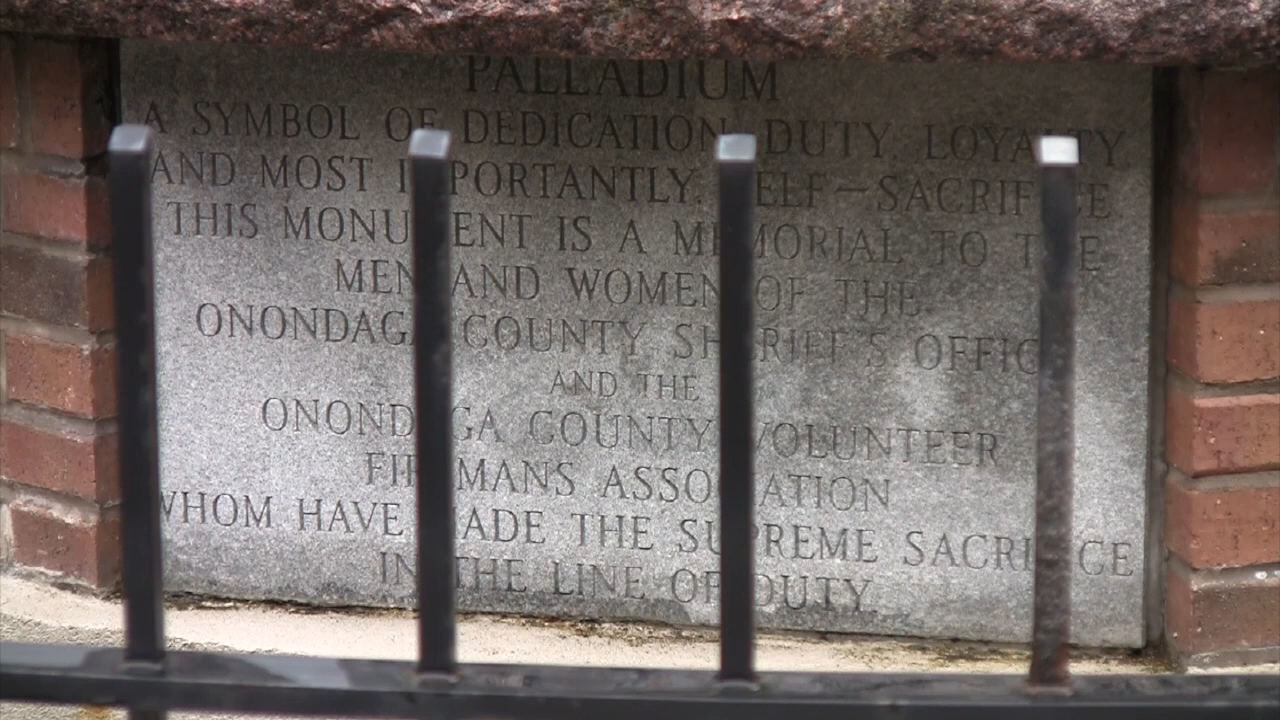 PALLADIUM
A SYMBOL OF DEDICATION, DUTY, LOYALTY
AND MOST IMPORTANTLY. SELF-SACRIFICE
THIS MONUMENT IS A MEMORIAL TO THE
MEN AND WOMEN OF THE
ONONDAGA COUNTY SHERIFF'S OFFICE
AND THE
ONONDAGA COUNTY VOLUNTEER
FIREMANS ASSOCIATION
WHOM HAVE MADE THE SUPREME SACRIFICE
IN THE LINE OF DUTY.